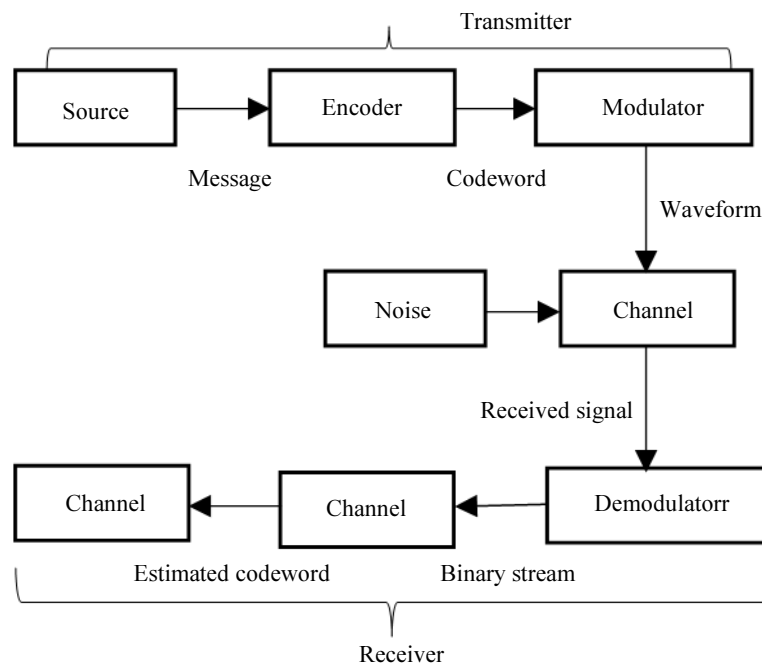 Transmitter
Source
Encoder
Modulator
Message
Codeword
Waveform
Noise
Channel
Received signal
Channel
Channel
Demodulatorr
Estimated codeword
Binary stream
Receiver